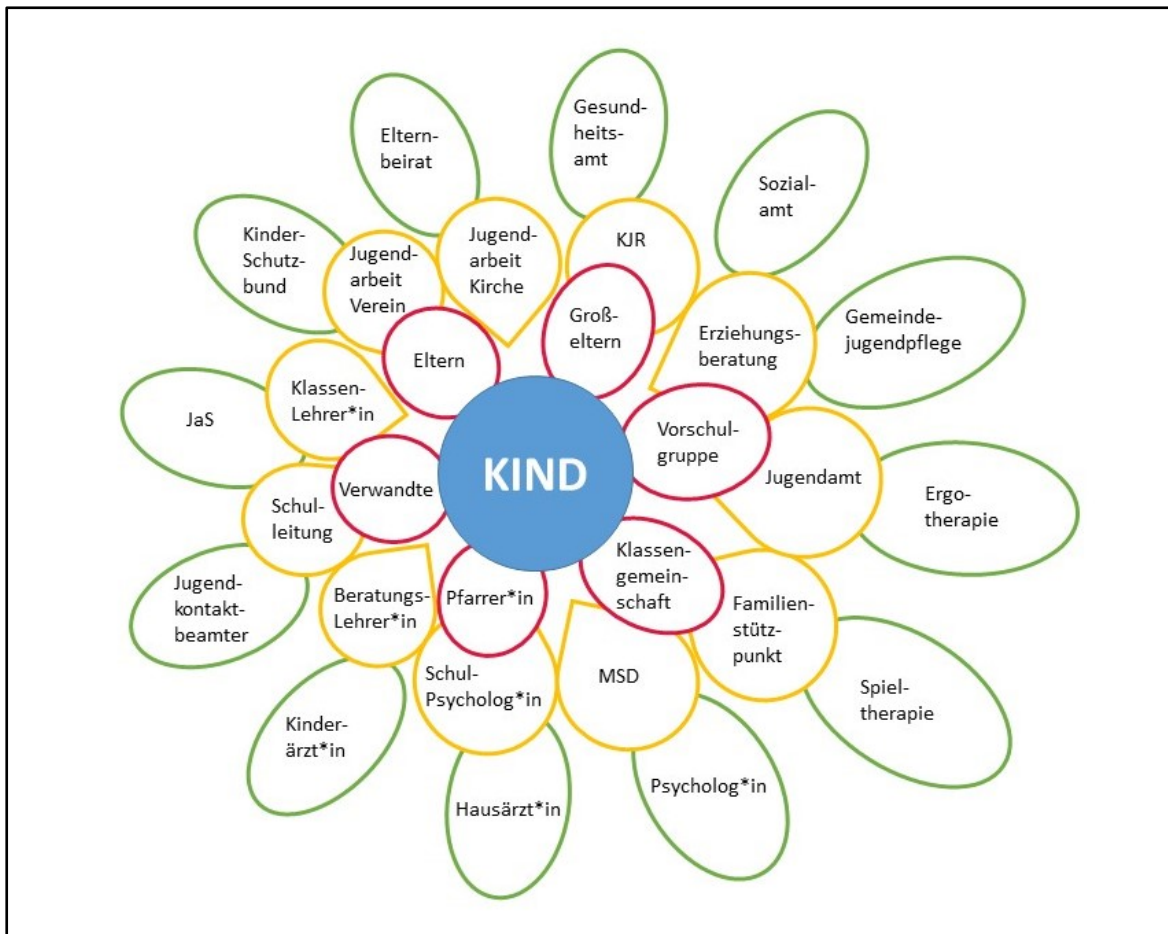 Gesund-
heits-
amt
Eltern-
beirat
Sozial-
amt
Kinder-
Schutz-
bund
Jugend-
arbeit
Verein
Jugend-
arbeit
Kirche
KJR
Groß-
eltern
Erziehungs-
beratung
Gemeinde-
jugendpflege
Eltern
Klassen-
Lehrer*in
JaS
Vorschul-
gruppe
KIND
Jugendamt
Verwandte
Schul-
leitung
Ergo-
therapie
Klassen-
gemein-
schaft
Jugend-
kontakt-
beamter
Beratungs-
Lehrer*in
Pfarrer*in
Familien-
stütz-
punkt
Schul-
Psycholog*in
MSD
Spiel-
therapie
Kinder-
ärzt*in
Hausärzt*in
Psycholog*in